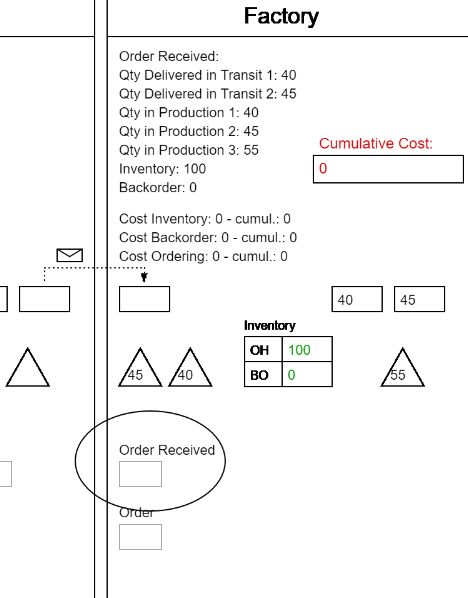 Factory
Order Received:
Qty Delivered in Transit 1: 40
Qty Delivered in Transit 2: 45
Qty in Production 1: 40
Qty in Production 2: 45
Qty in Production 3: 55
Inventory: 100
Backorder: 0
Cumulative Cost:
0
Cost Inventory: 0 - cumul.: 0
Cost Backorder: 0 - cumul.: 0
Cost Ordering: 0 - cumul.: 0
40 45
Inventory
OH 100
BO 0
45 40 55
Order Received
Order